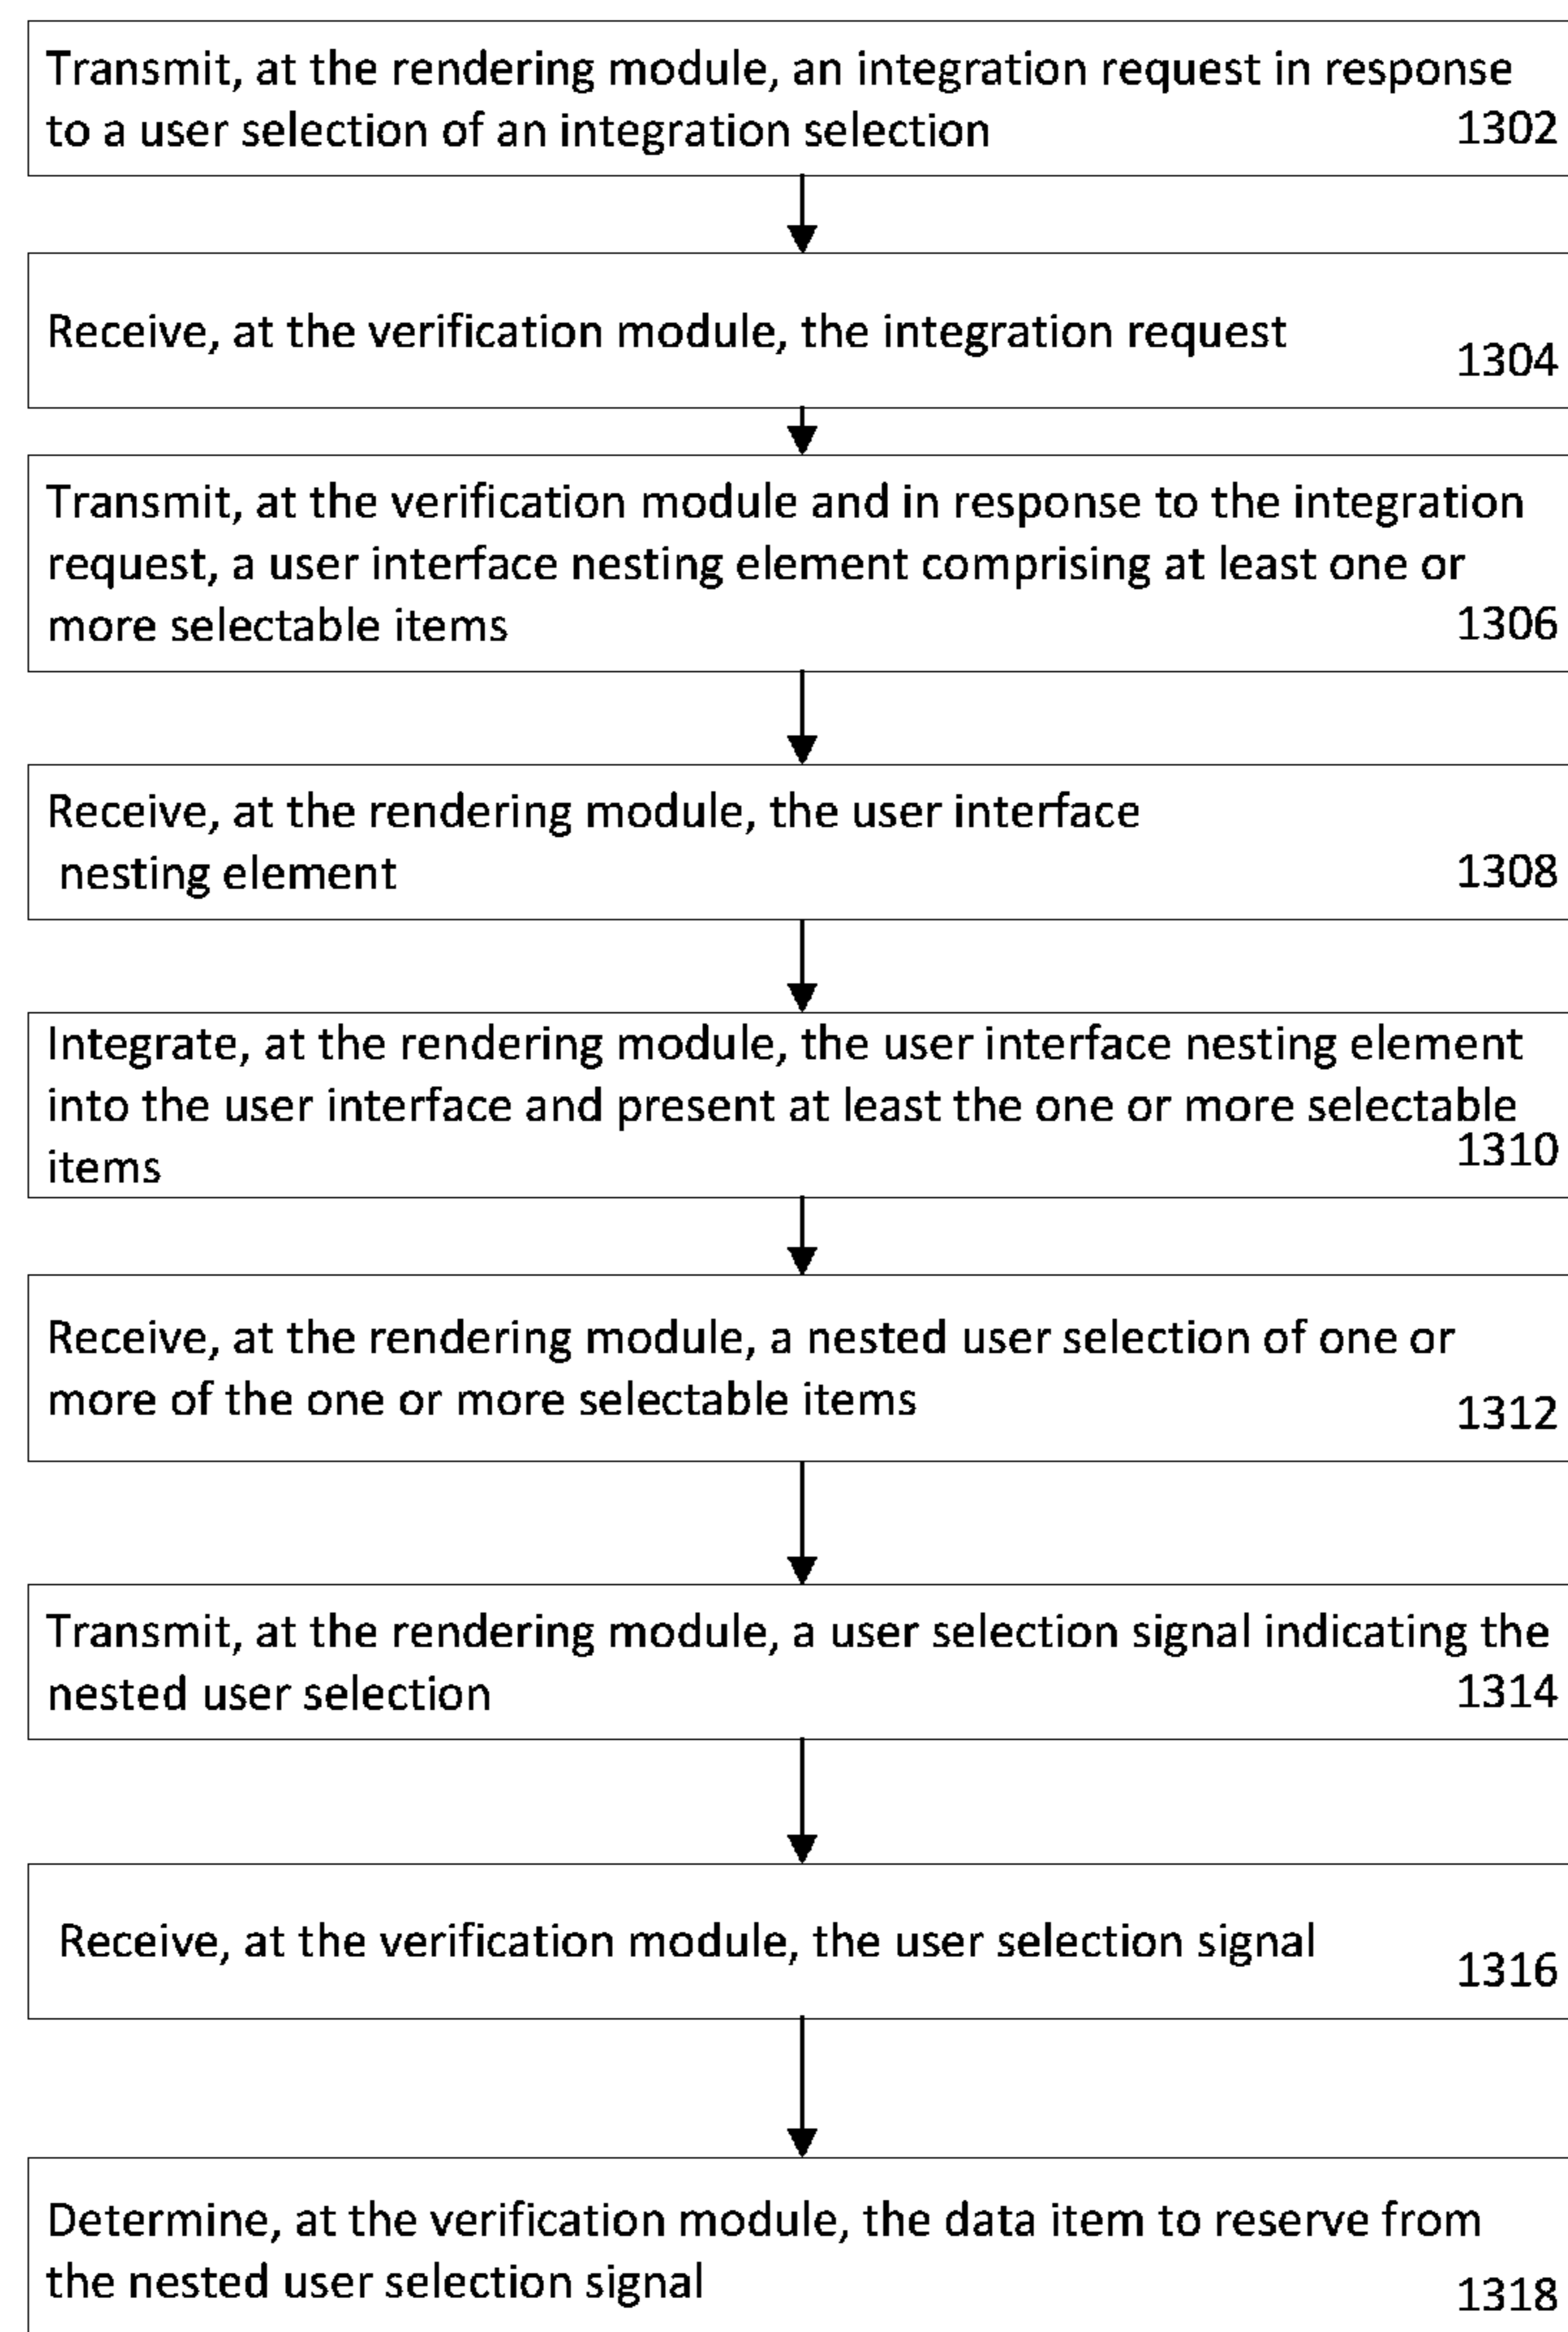 Transmit, at the rendering module, an integration request in response
to a user selection of an integration selection
1302
Receive, at the verification module, the integration request
1304
Transmit, at the verification module and in response to the integration
request, a user interface nesting element comprising at least one or
more selectable items
1306
Receive, at the rendering module, the user interface
nesting element
1308
Integrate, at the rendering module, the user interface nesting element
into the user interface and present at least the one or more selectable
items
1310
Receive, at the rendering module, a nested user selection of one or
more of the one or more selectable items
1312
Transmit, at the rendering module, a user selection signal indicating the
nested user selection
1314
Receive, at the verification module, the user selection signal
1316
Determine, at the verification module, the data item to reserve from
the nested user selection signal
1318